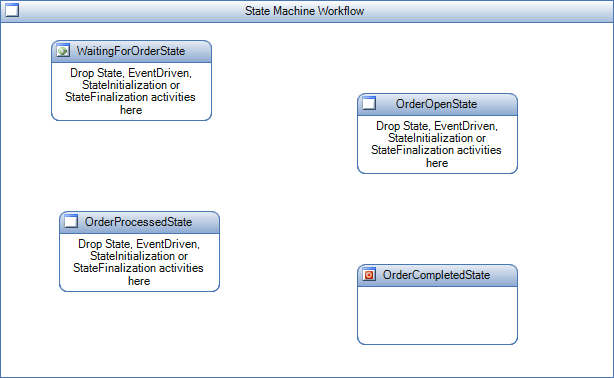 State Machine Workflow
WaitingForOrderState
Drop State, EventDriven,
StateInitialization or
StateFinalization activities
here
OrderOpenState
Drop State, EventDriven,
StateInitialization or
StateFinalization activities
here
OrderProcessedState
Drop State, EventDriven,
StateInitialization or
StateFinalization activities
here
OrderCompletedState